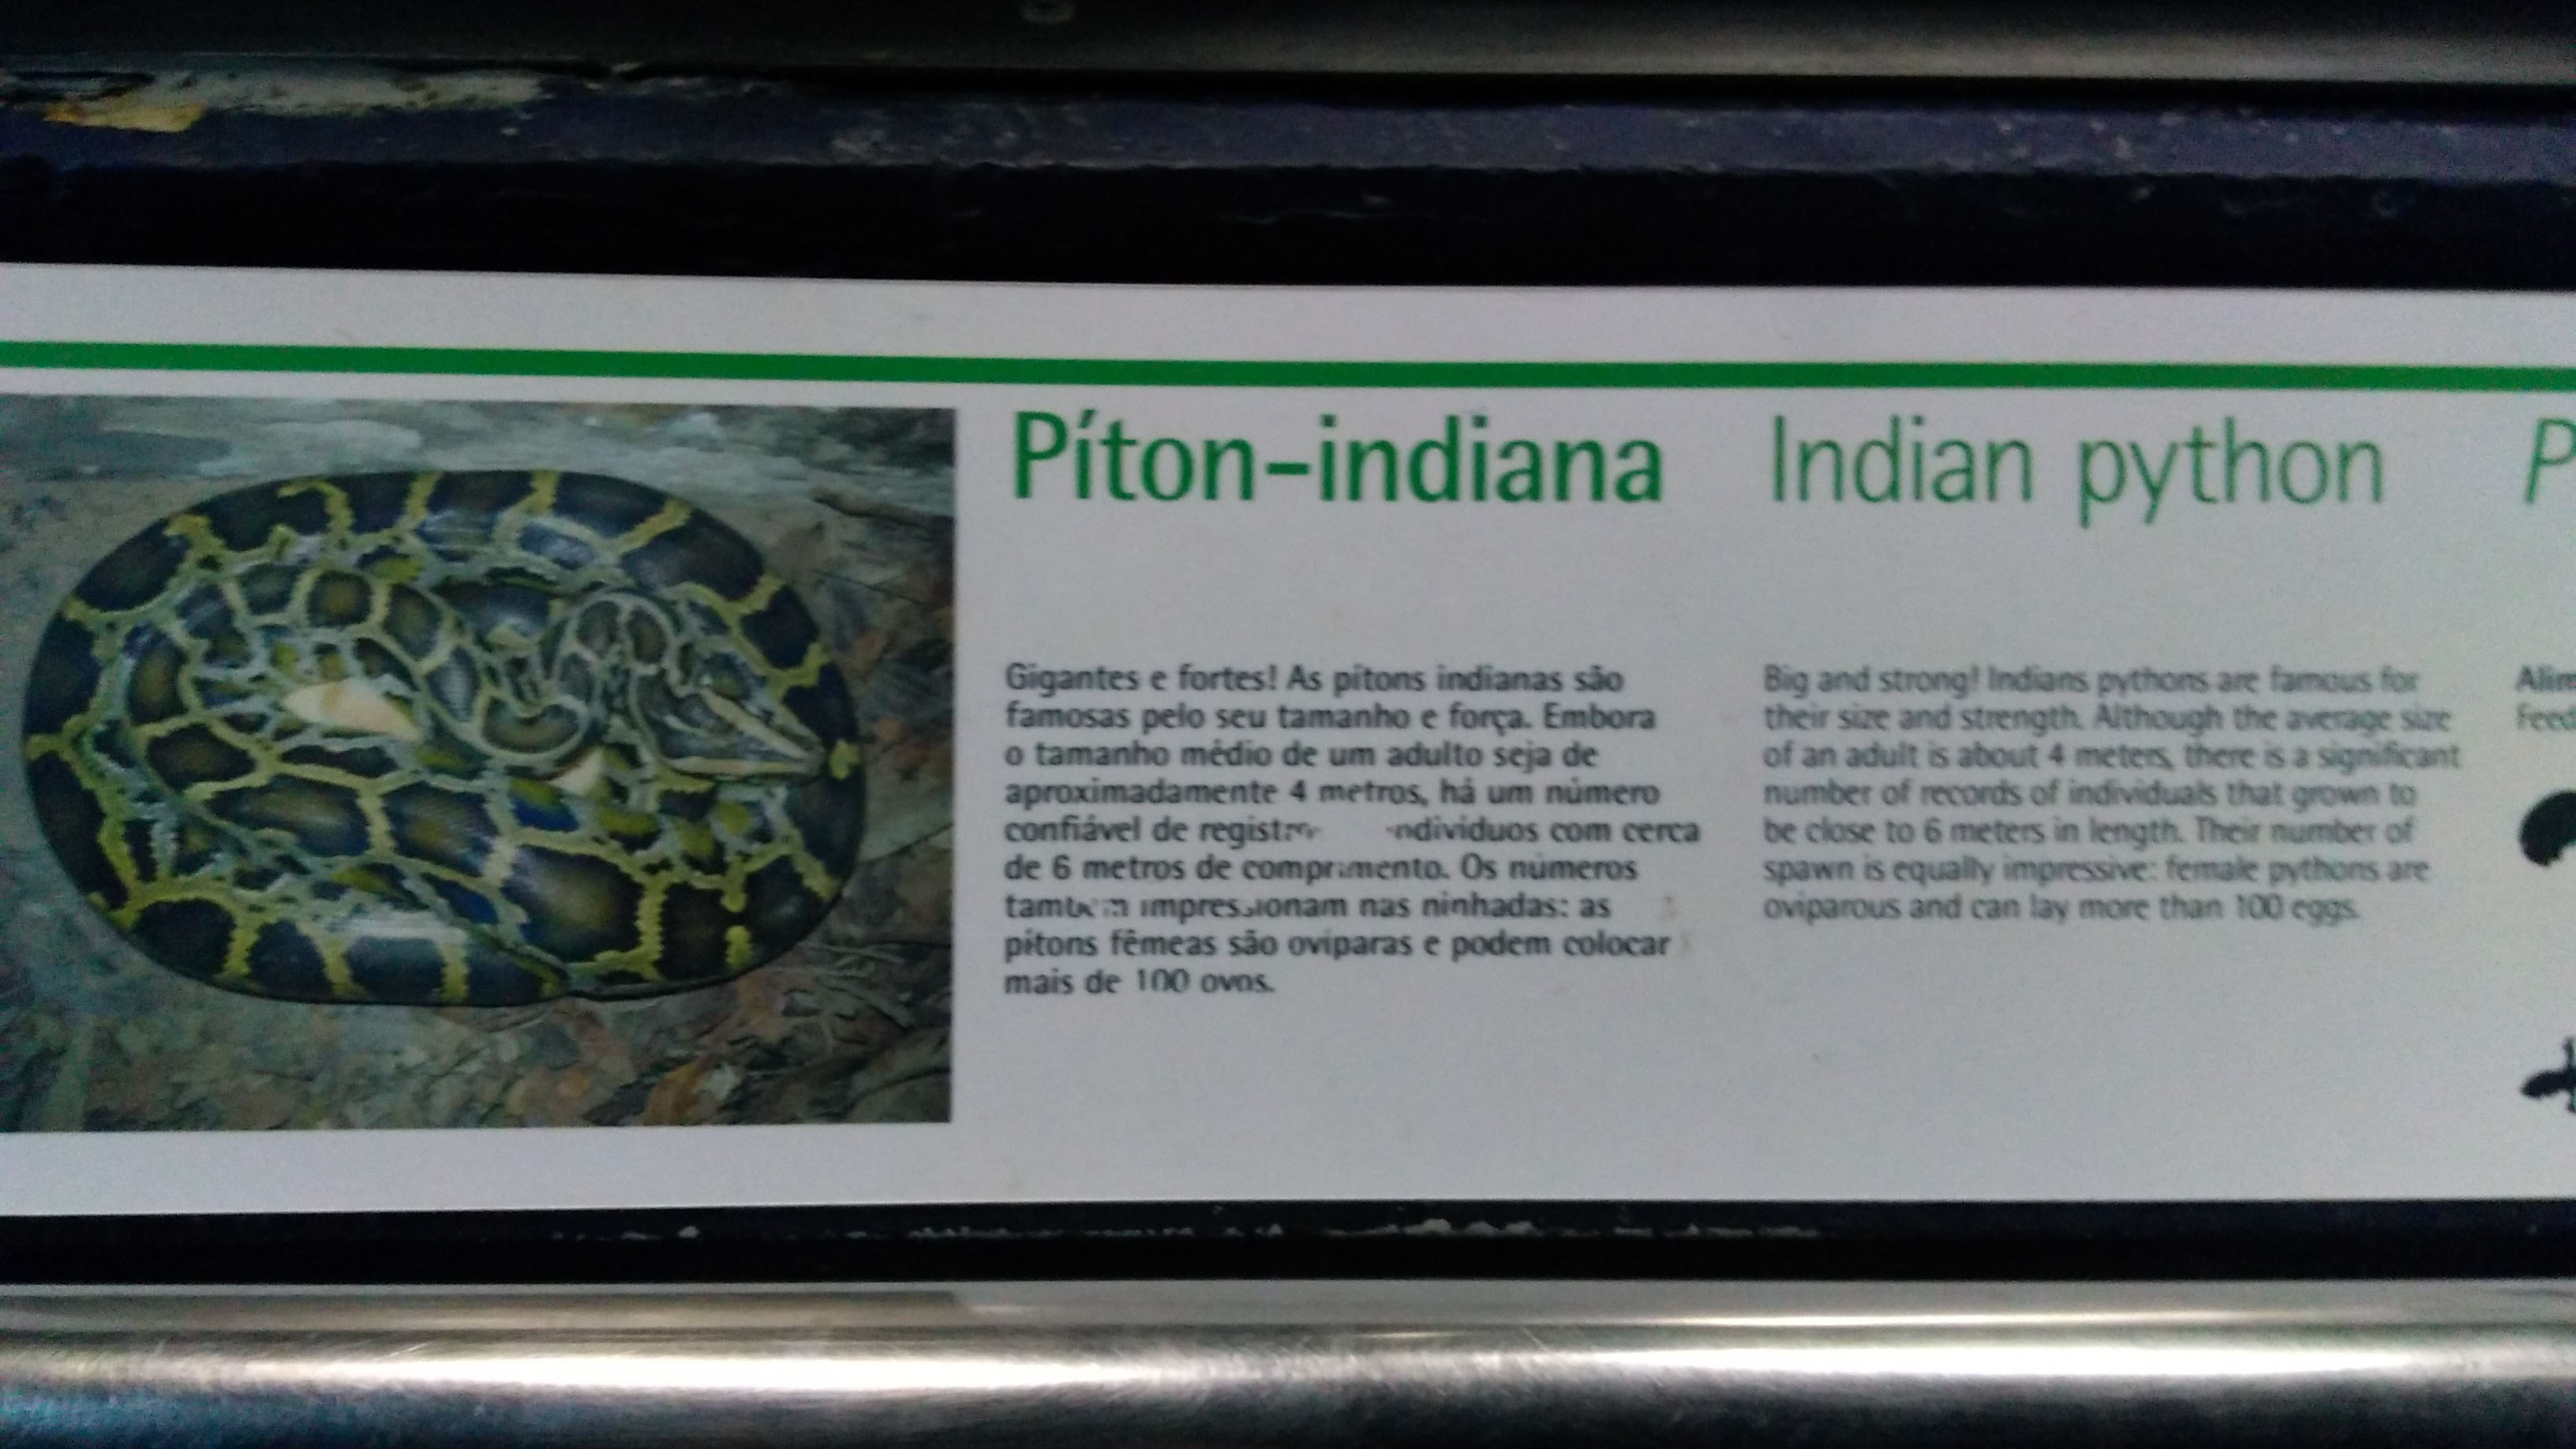 Píton-indiana
Gigantes e fortes! As pítons indianas são
famosas pelo seu tamanho e força. Embora
o tamanho médio de um adulto seja de
aproximadamente 4 metros, há um número
confiável de com cerca
de 6 metros de comprimento. Os números
também impressionam nas ninhadas: as
pítons fêmeas são ovíparas e podem colocar
mais de 100 ovos.
Indian python
Big and strong! Indians pythons are famous for
their size and strength. Although the average size
of an adult is about 4 meters, there is a significant
number of records of individuals that grown to
be close to 6 meters in length. Their number of
spawn is equally impressive: female pythons are
oviparous and can lay more than 100 eggs.
P
Alim
Feed